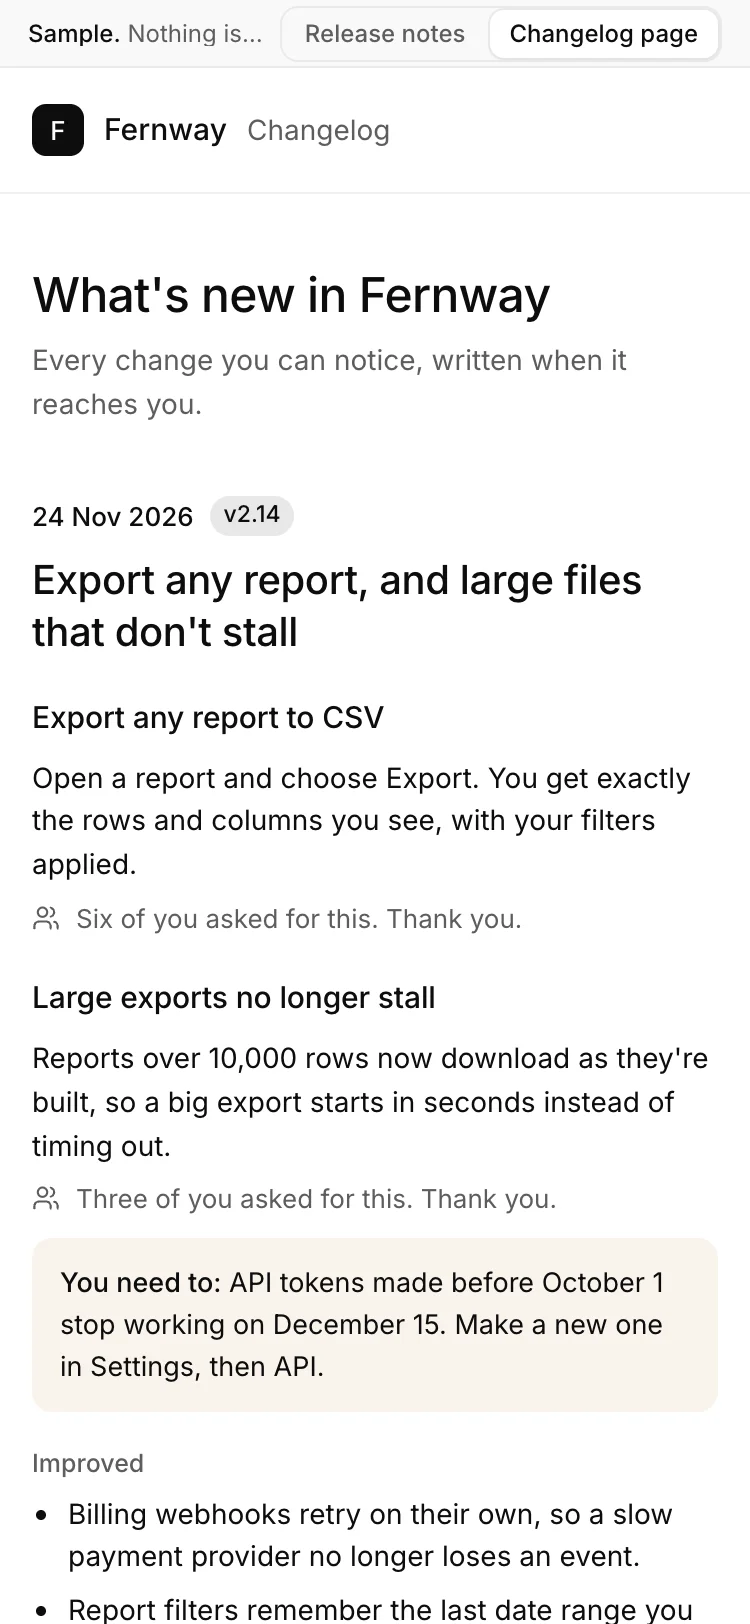 Sample. Nothing is...
Release notes
Changelog page
F
Fernway Changelog
What's new in Fernway
Every change you can notice, written when it
reaches you.
24 Nov 2026 v2.14
Export any report, and large files
that don't stall
Export any report to CSV
Open a report and choose Export. You get exactly
the rows and columns you see, with your filters
applied.
Six of you asked for this. Thank you.
Large exports no longer stall
Reports over 10,000 rows now download as they're
built, so a big export starts in seconds instead of
timing out.
Three of you asked for this. Thank you.
You need to: API tokens made before October 1
stop working on December 15. Make a new one
in Settings, then API.
Improved
• Billing webhooks retry on their own, so a slow
payment provider no longer loses an event.
• Report filters remember the last date range you